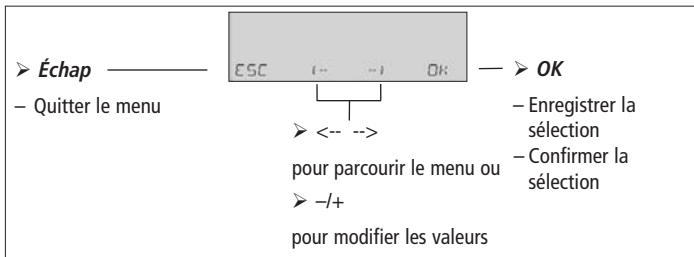 ➢ Échap
– Quitter le menu
ESC (-- --) OK
➢ <-- -->
pour parcourir le menu ou
➢ –/+
pour modifier les valeurs
➢ OK
– Enregistrer la
sélection
– Confirmer la
sélection